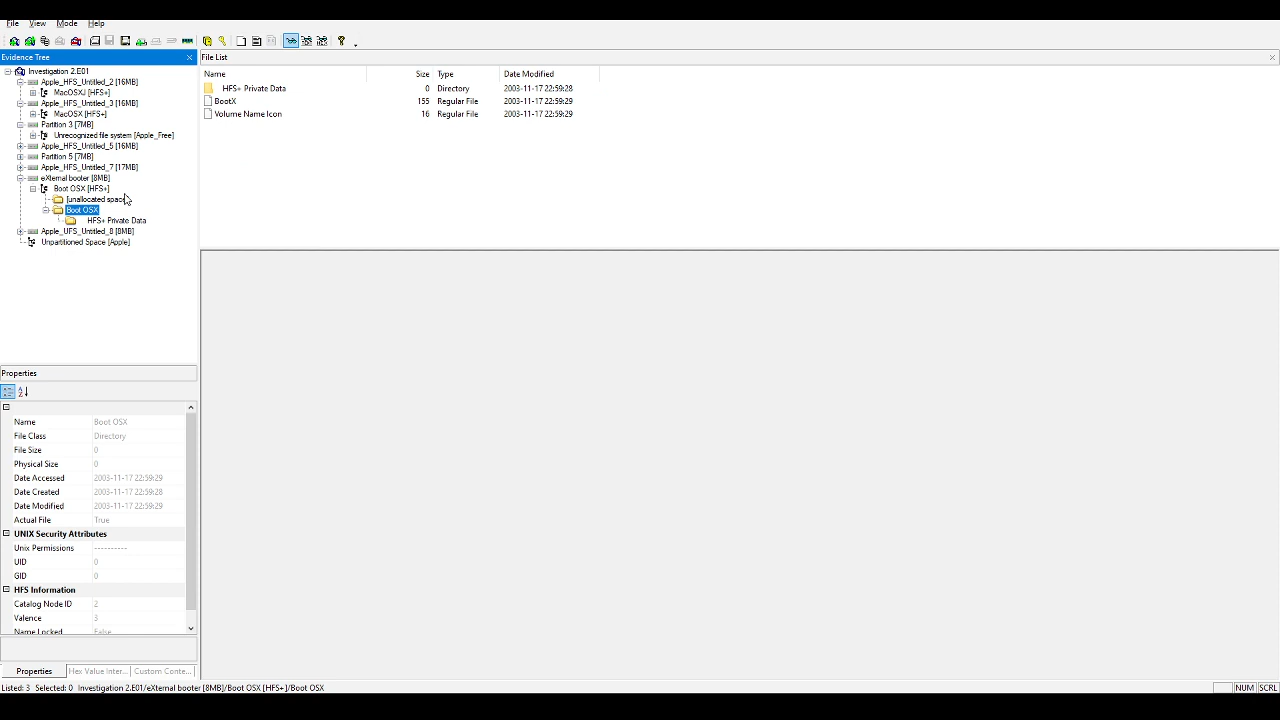 File View Mode Help
Evidence Tree
Investigation 2.E01
Apple_HFS_Untitled_2 [16MB]
MacOSXJ [HFS+]
Apple_HFS_Untitled_3 [16MB]
MacOSX [HFS+]
Partition 3 [7MB]
Unrecognized file system [Apple_Free]
Apple_HFS_Untitled_5 [16MB]
Partition 5 [7MB]
Apple_HFS_Untitled_7 [17MB]
eXternal booter [8MB]
Boot OSX [HFS+]
[unallocated space]
Boot OSX
HFS+ Private Data
Apple_UFS_Untitled_8 [8MB]
Unpartitioned Space [Apple]
File List
Name Size Type Date Modified
HFS+ Private Data 0 Directory 2003-11-17 22:59:28
BootX 155 Regular File 2003-11-17 22:59:29
Volume Name Icon 16 Regular File 2003-11-17 22:59:29
Properties
Name Boot OSX
File Class Directory
File Size 0
Physical Size 0
Date Accessed 2003-11-17 22:59:29
Date Created 2003-11-17 22:59:28
Date Modified 2003-11-17 22:59:29
Actual File True
UNIX Security Attributes
Unix Permissions ----------
UID 0
GID 0
HFS Information
Catalog Node ID 2
Valence 3
Name Locked False
Properties Hex Value Inter... Custom Conte...
Listed: 3 Selected: 0 Investigation 2.E01/eXternal booter [8MB]/Boot OSX [HFS+]/Boot OSX
NUM SCRL